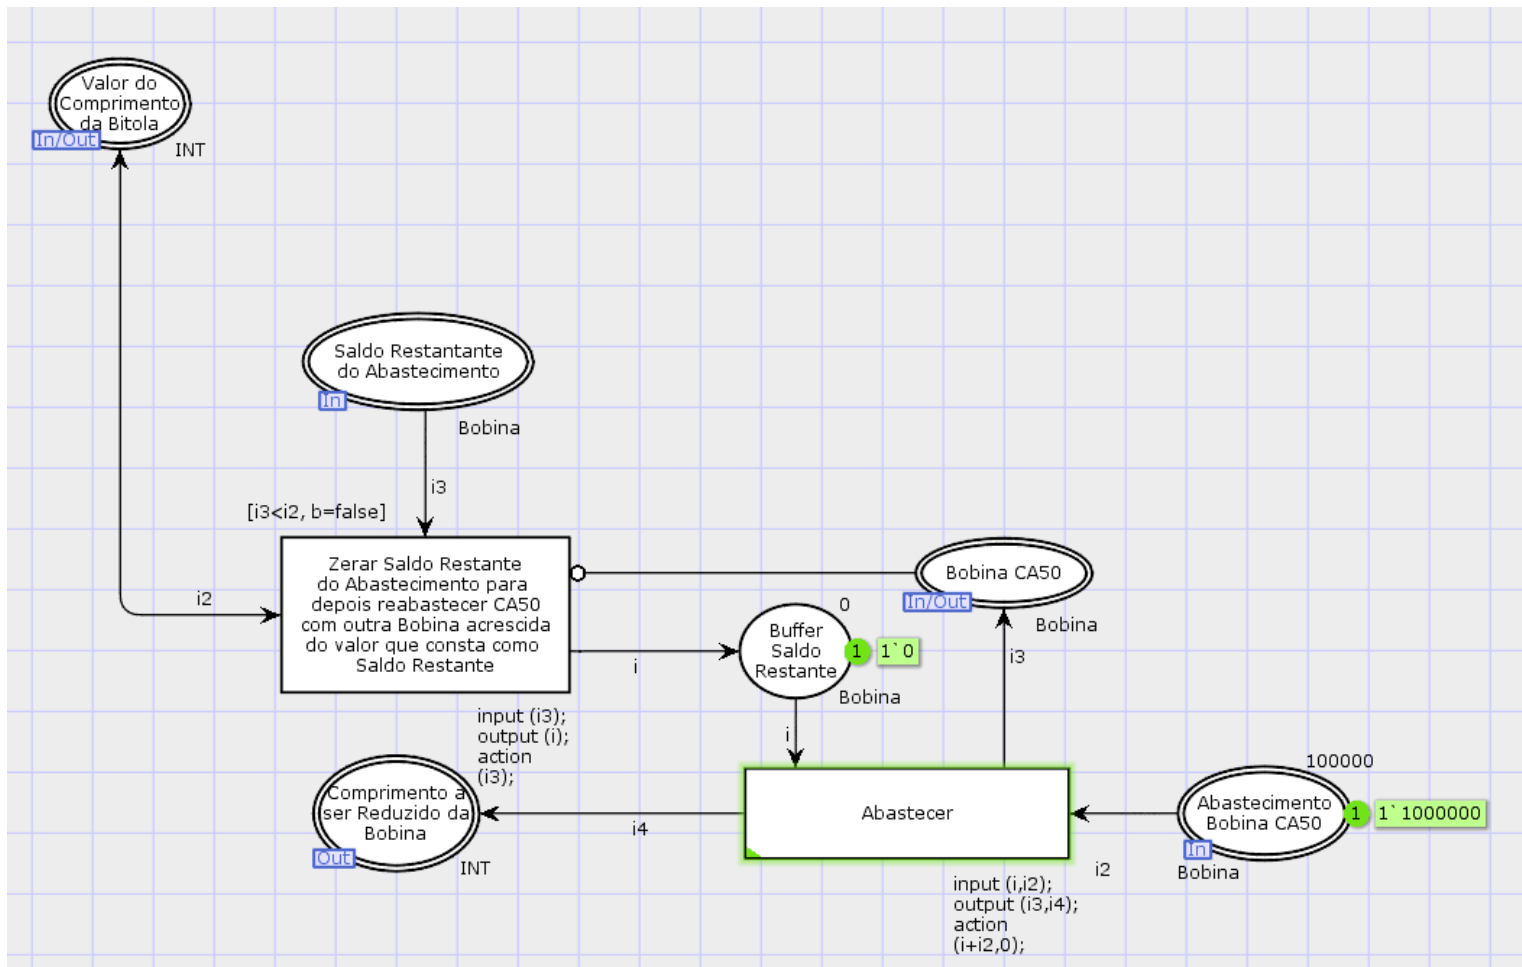 Valor do
Comprimento
da Bitola
In/Out
INT
Saldo Restantante
do Abastecimento
In
Bobina
i3
[i3<i2, b=false]
Zerar Saldo Restante
do Abastecimento para
depois reabastecer CA50
com outra Bobina acrescida
do valor que consta como
Saldo Restante
i2
Bobina CA50
In/Out
Bobina
0
Buffer
Saldo
Restante
1
1`0
Bobina
i
i3
input (i3);
output (i);
action
(i3);
i
Comprimento a
ser Reduzido da
Bobina
Out
INT
i4
Abastecer
100000
Abastecimento
Bobina CA50
1
1`1000000
In
Bobina
i2
input (i,i2);
output (i3,i4);
action
(i+i2,0);